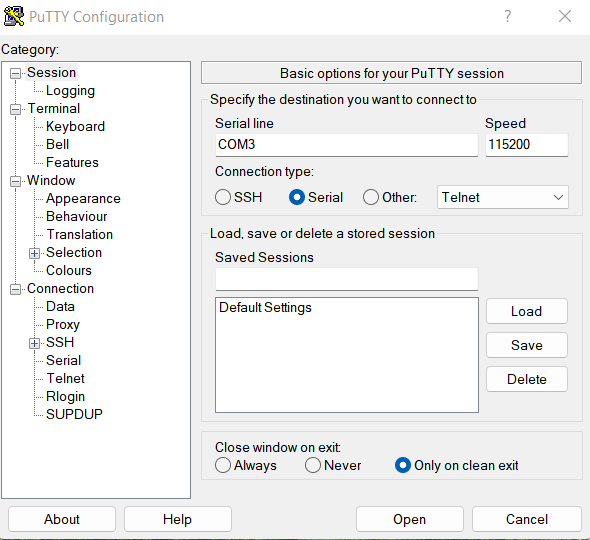 PuTTY Configuration
?
Category:
Session
Logging
Terminal
Keyboard
Bell
Features
Window
Appearance
Behaviour
Translation
Selection
Colours
Connection
Data
Proxy
SSH
Serial
Telnet
Rlogin
SUPDUP
Basic options for your PuTTY session
Specify the destination you want to connect to
Serial line Speed
COM3 115200
Connection type:
SSH Serial Other: Telnet
Load, save or delete a stored session
Saved Sessions
Default Settings
Load
Save
Delete
Close window on exit:
Always Never Only on clean exit
About Help Open Cancel